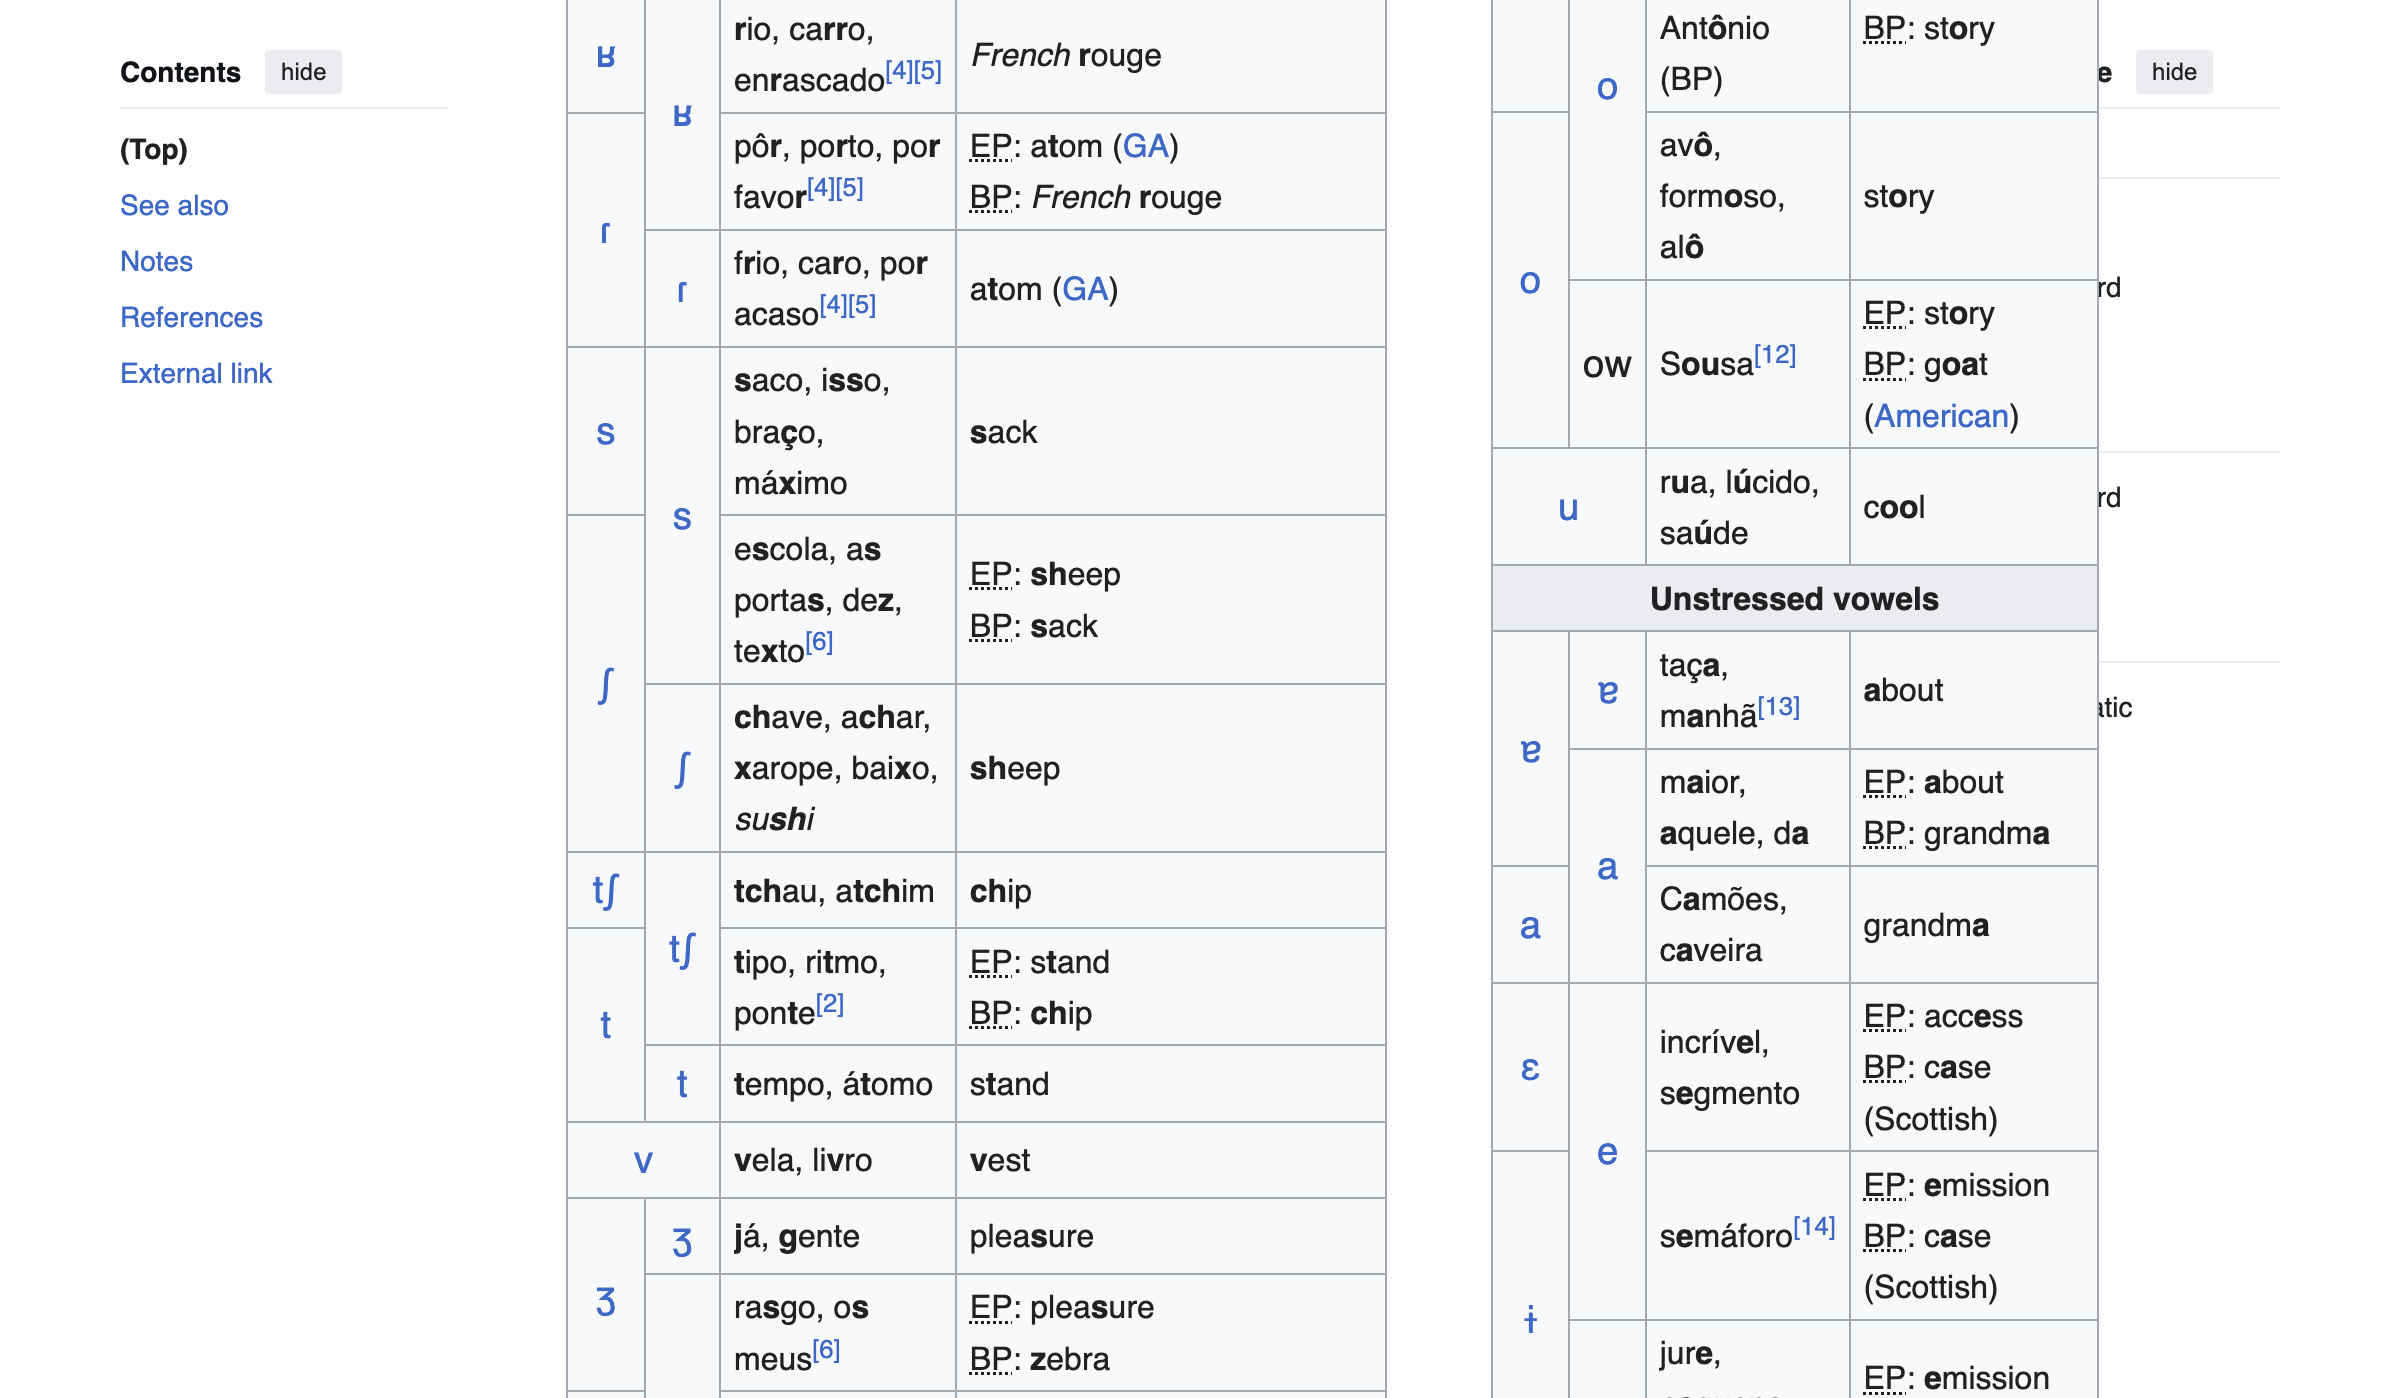 Contents hide
(Top)
See also
Notes
References
External link
ʁ
ʁ
rio, carro,
enrascado[4][5]
French rouge
ɾ
pôr, porto, por
favor[4][5]
EP: atom (GA)
BP: French rouge
ɾ
frio, caro, por
acaso[4][5]
atom (GA)
s
s
saco, isso,
braço,
máximo
sack
ʃ
escola, as
portas, dez,
texto[6]
EP: sheep
BP: sack
ʃ
chave, achar,
xarope, baixo,
sushi
sheep
tʃ
tʃ
tchau, atchim
chip
t
tipo, ritmo,
ponte[2]
EP: stand
BP: chip
t
tempo, átomo
stand
v
vela, livro
vest
ʒ
ʒ
já, gente
pleasure
rasgo, os
meus[6]
EP: pleasure
BP: zebra
o
Antônio
(BP)
BP: story
o
avô,
formoso,
alô
story
ow
Sousa[12]
EP: story
BP: goat
(American)
u
rua, lúcido,
saúde
cool
Unstressed vowels
ɐ
ɐ
taça,
manhã[13]
about
a
maior,
aquele, da
EP: about
BP: grandma
a
Camões,
caveira
grandma
ɛ
e
incrível,
segmento
EP: access
BP: case
(Scottish)
ɨ
semáforo[14]
EP: emission
BP: case
(Scottish)
jure,
EP: emission
hide